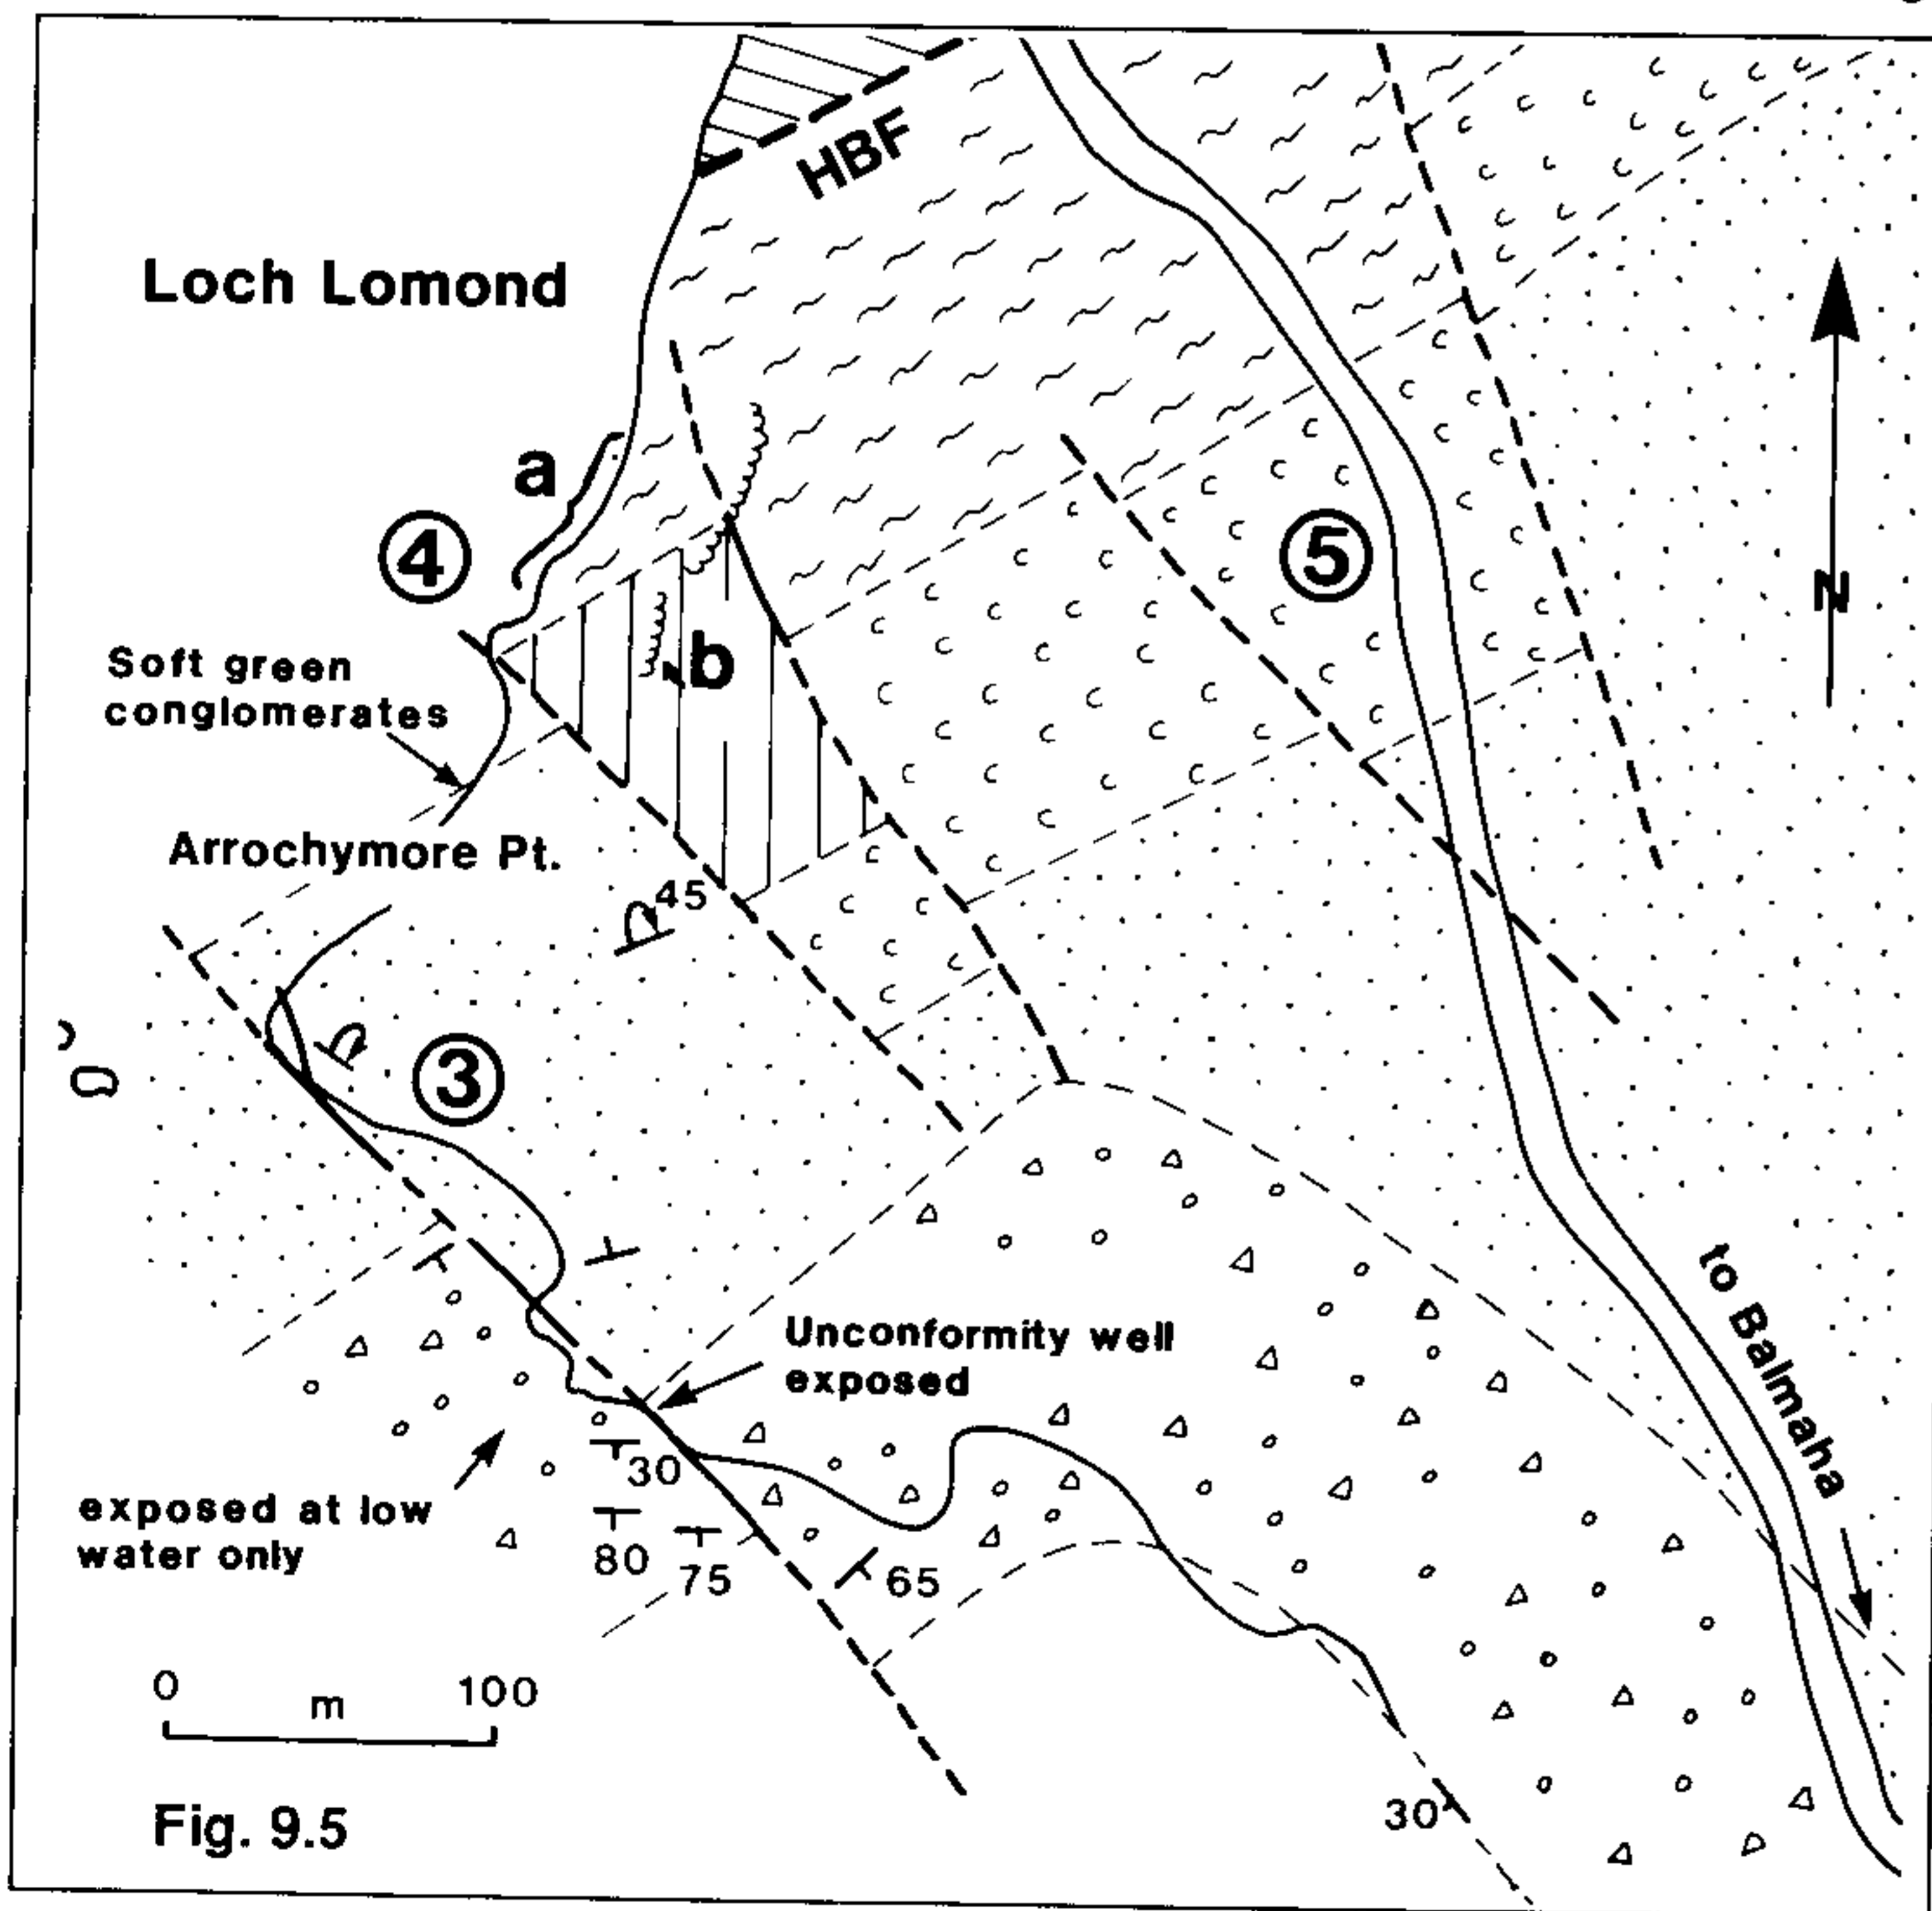 HBF
Loch Lomond
a
4
5
N
b
Soft green
conglomerates
Arrochymore Pt.
45
3
to Balmaha
Unconformity well
exposed
30
exposed at low
water only
80
75
65
0 m 100
30
Fig. 9.5